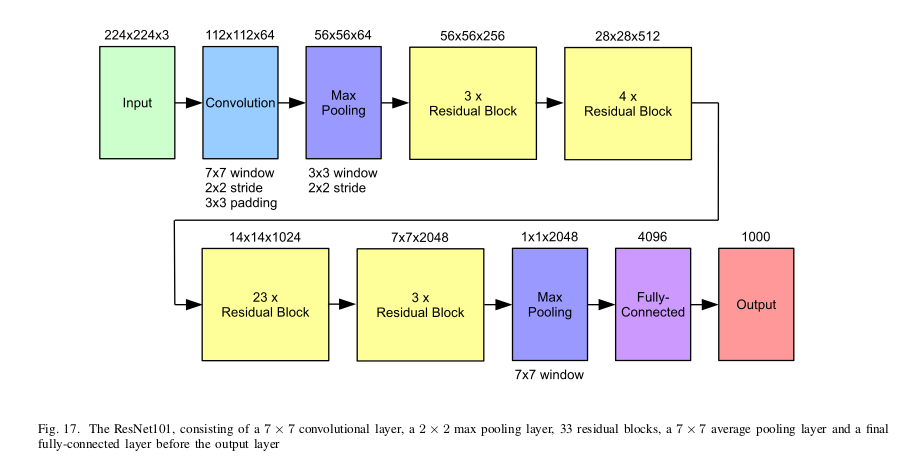 224x224x3
112x112x64
56x56x64
56x56x256
28x28x512
Input
Convolution
Max
Pooling
3 x
Residual Block
4 x
Residual Block
7x7 window
2x2 stride
3x3 padding
3x3 window
2x2 stride
14x14x1024
7x7x2048
1x1x2048
4096
1000
23 x
Residual Block
3 x
Residual Block
Max
Pooling
Fully-
Connected
Output
7x7 window
Fig. 17. The ResNet101, consisting of a 7 × 7 convolutional layer, a 2 × 2 max pooling layer, 33 residual blocks, a 7 × 7 average pooling layer and a final
fully-connected layer before the output layer